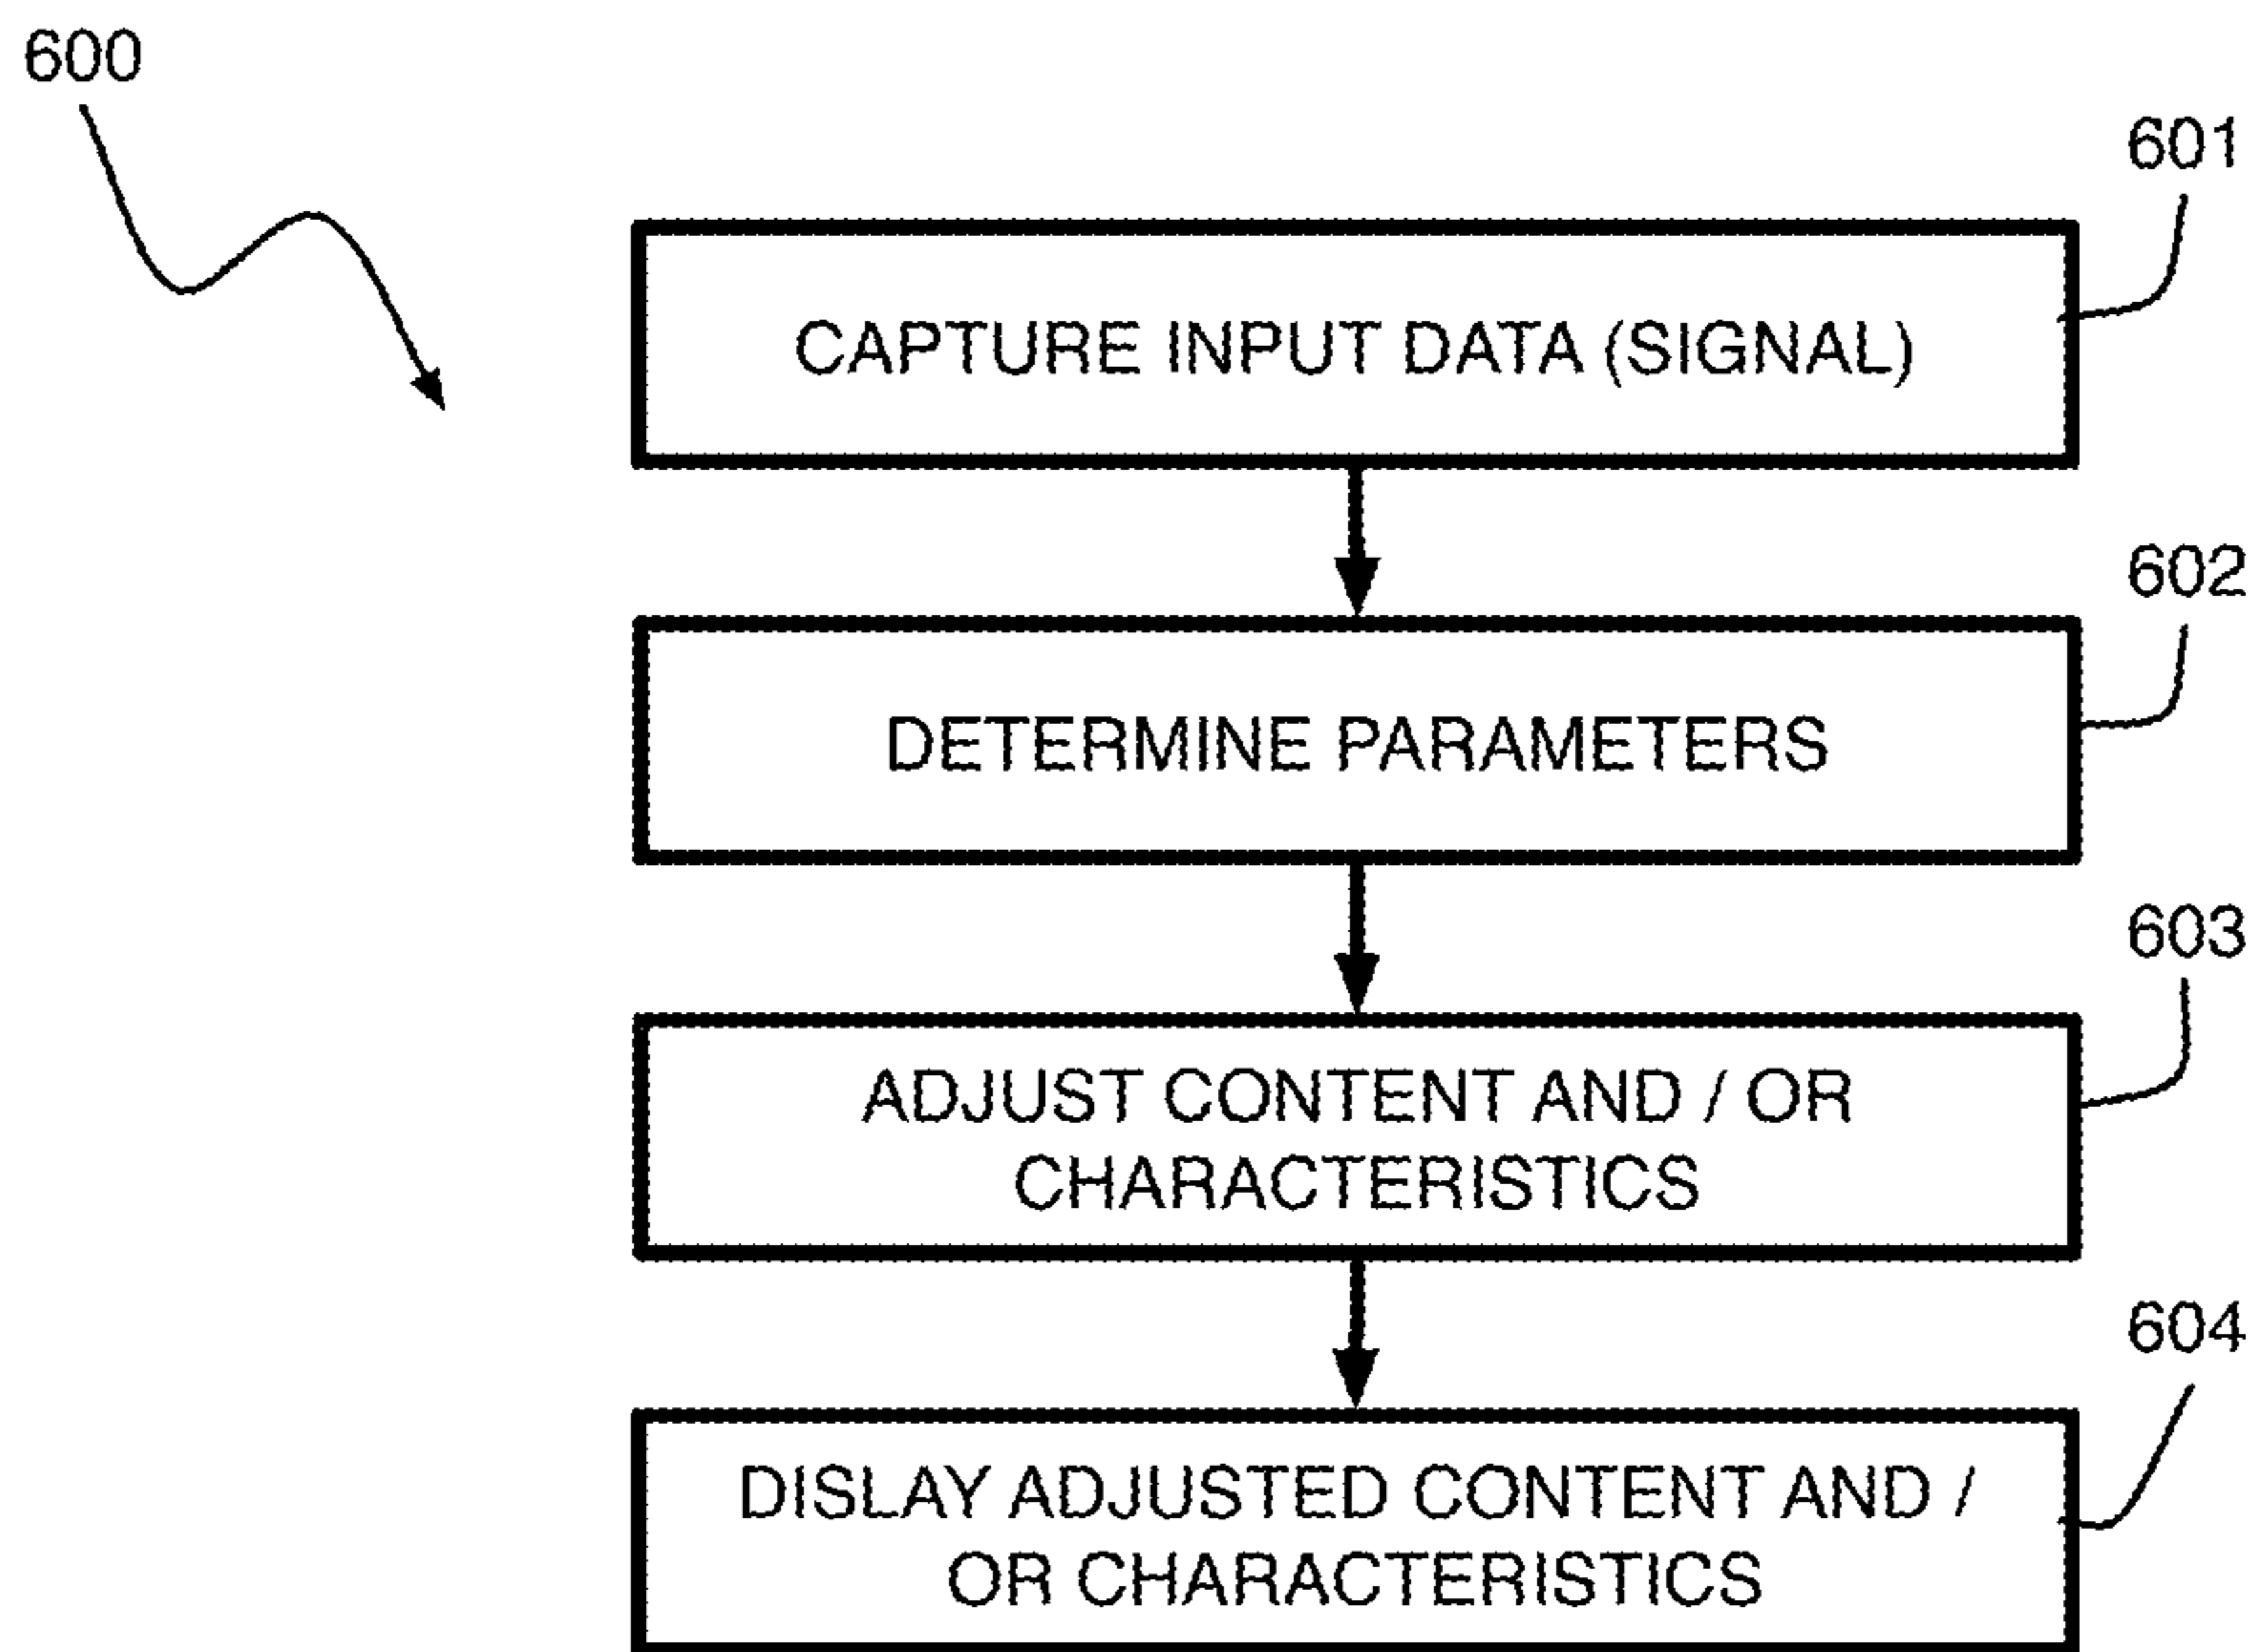 600
601
CAPTURE INPUT DATA (SIGNAL)
602
DETERMINE PARAMETERS
603
ADJUST CONTENT AND / OR
CHARACTERISTICS
604
DISLAY ADJUSTED CONTENT AND /
OR CHARACTERISTICS